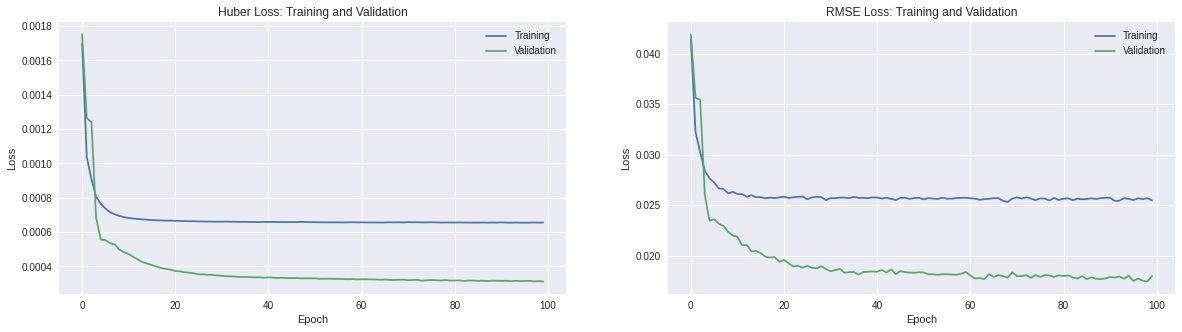 Huber Loss: Training and Validation
0.0018
0.0016
0.0014
0.0012
0.0010
0.0008
0.0006
0.0004
Loss
Training
Validation
0
20
40
60
80
100
Epoch
RMSE Loss: Training and Validation
0.040
0.035
0.030
0.025
0.020
Loss
Training
Validation
0
20
40
60
80
100
Epoch